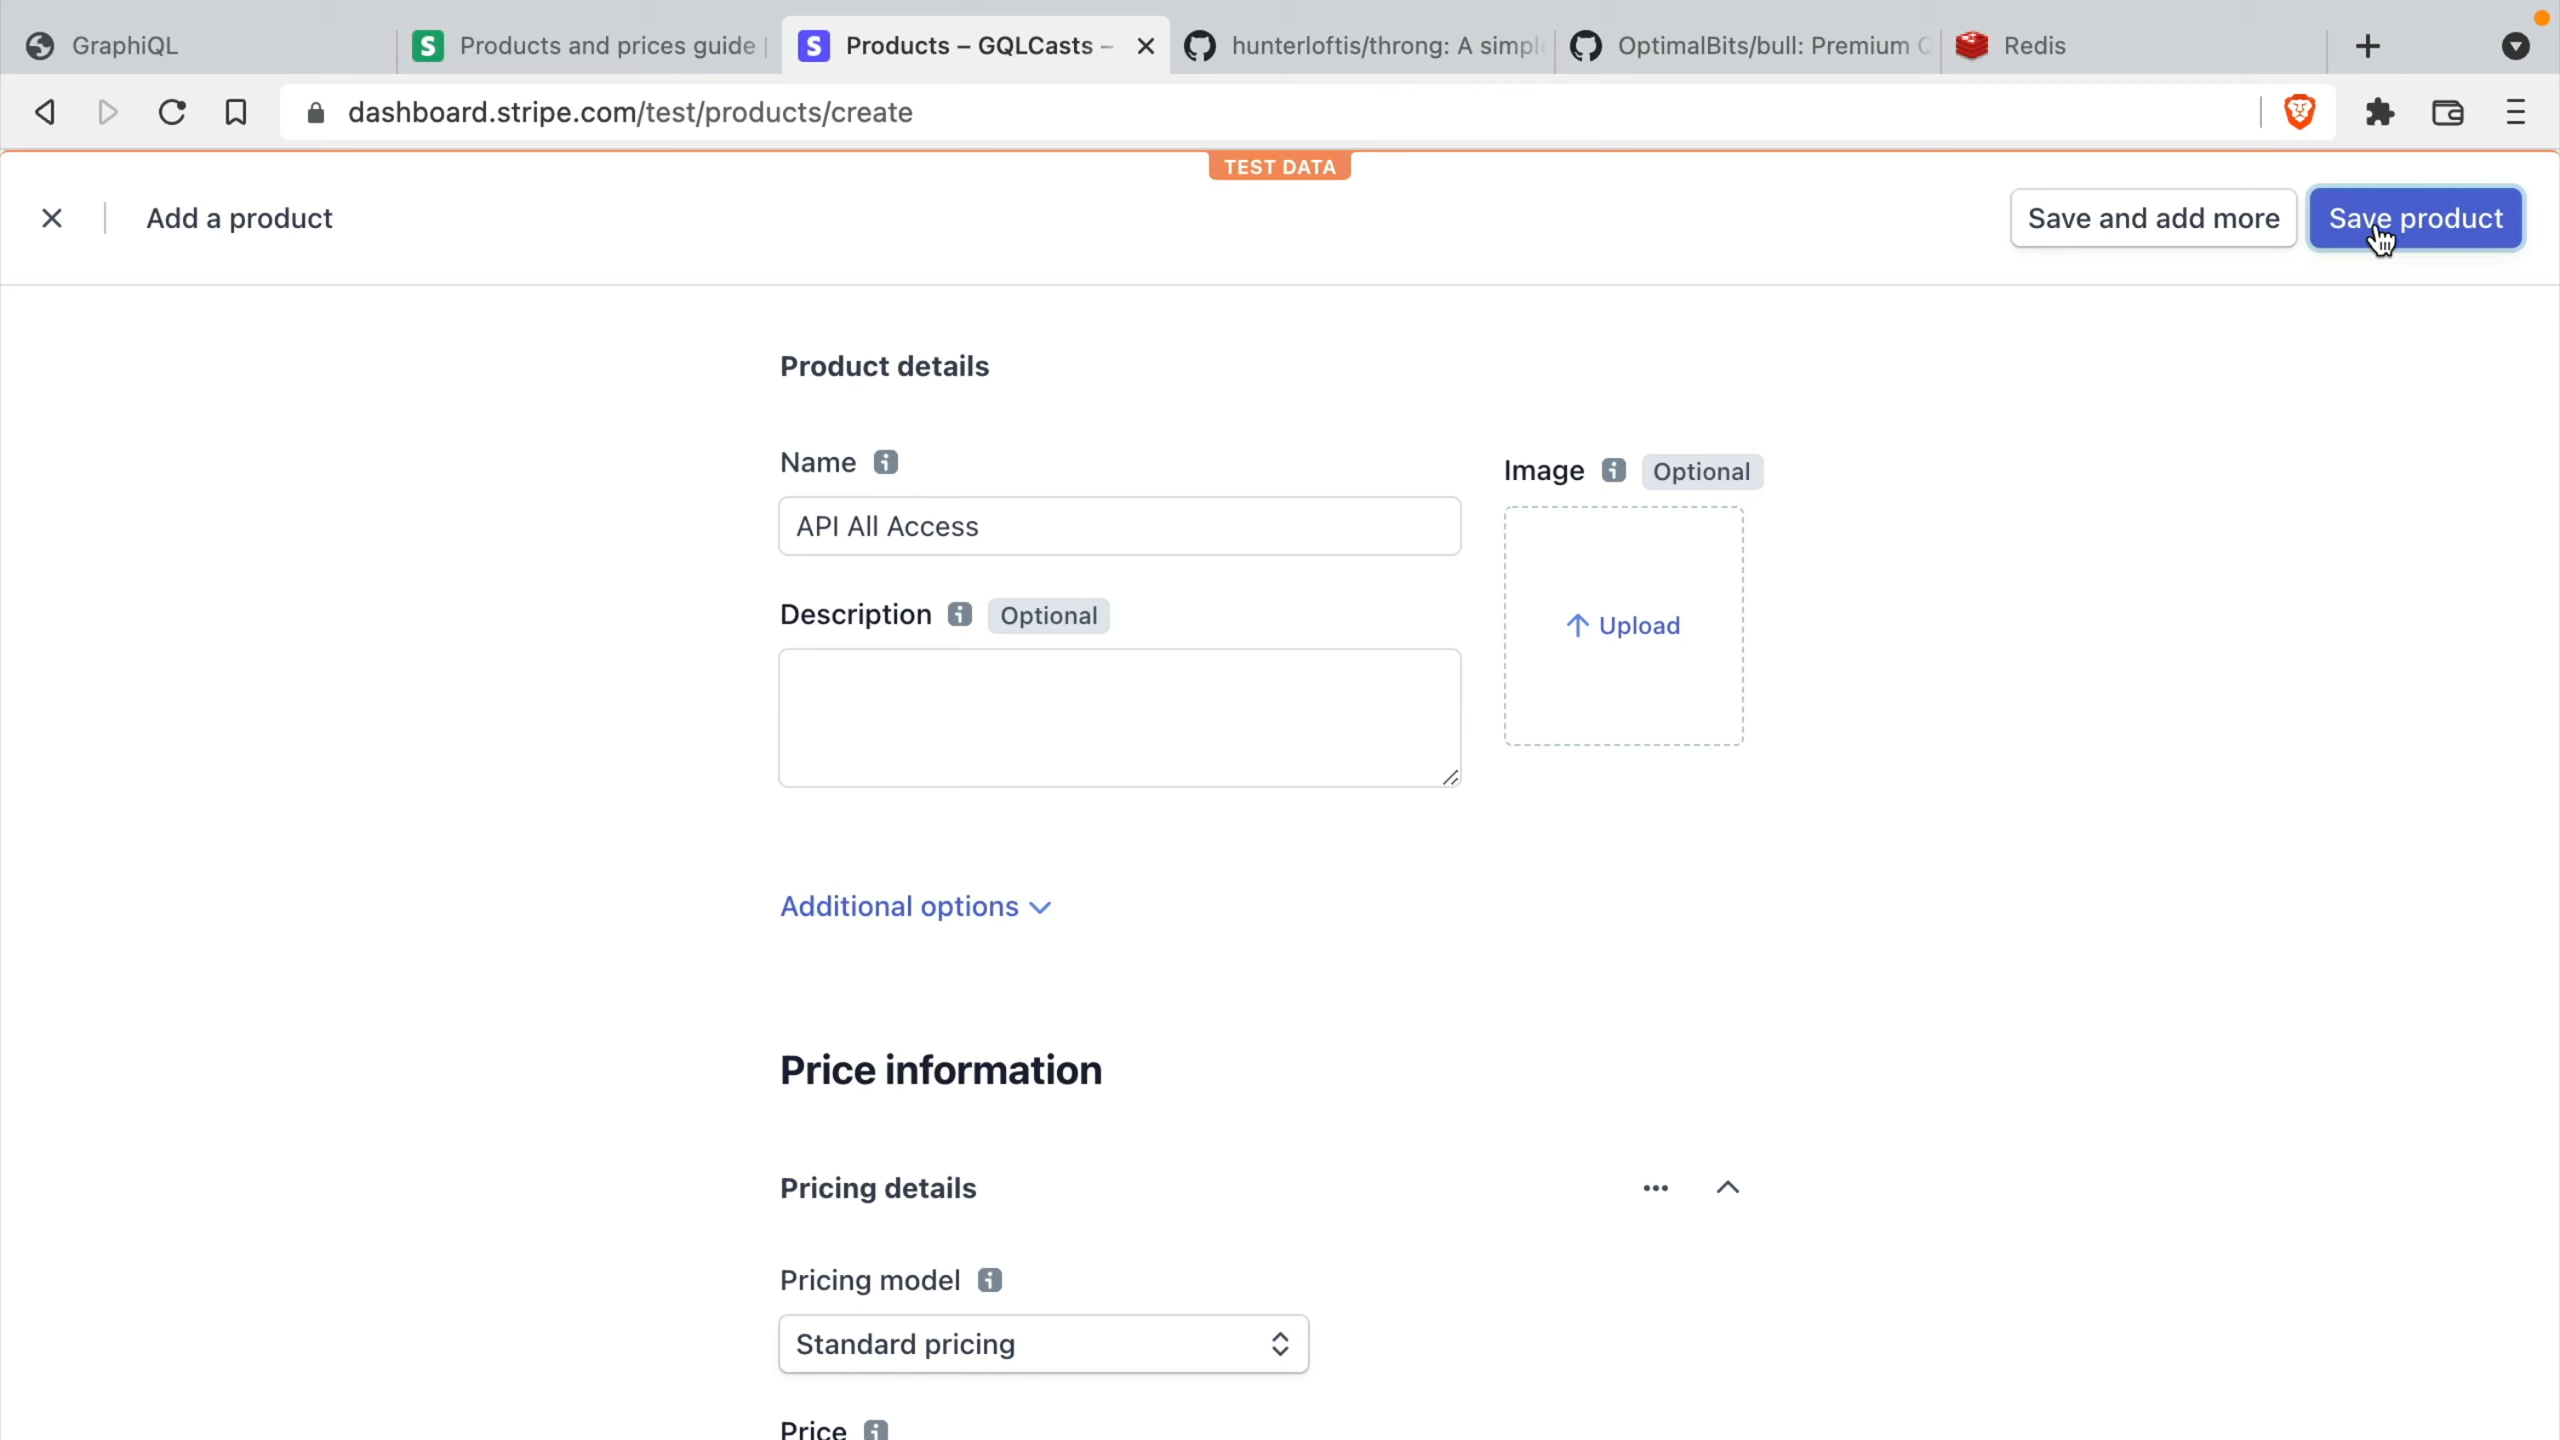 GraphiQL
S Products and prices guide
S Products – GQLCasts –
hunterloftis/throng: A simple
OptimalBits/bull: Premium Q
Redis
dashboard.stripe.com/test/products/create
TEST DATA
Add a product
Save and add more
Save product
Product details
Name
Image Optional
API All Access
Description Optional
Upload
Additional options
Price information
Pricing details
Pricing model
Standard pricing
Price